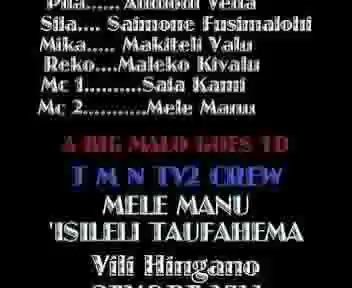 Sila.... Saimone Fusimalohi
Mika..... Makiteli Valu
Reko....Maleko Kivalu
Mc 1..........Sata Kami
Mc 2...........Mele Manu
A BIG MALO GOES TO
T M N TV2 CREW
MELE MANU
'ISILELI TAUFAHEMA
Vili Hingano